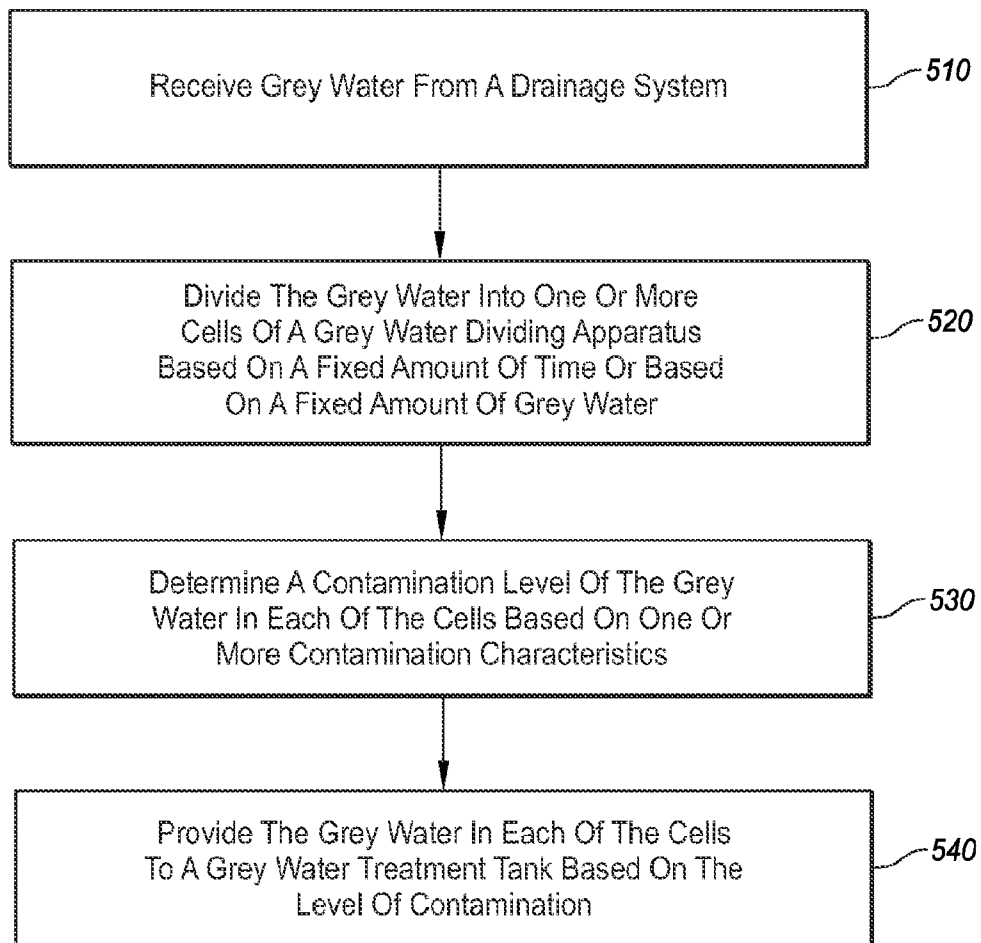 Receive Grey Water From A Drainage System
510
Divide The Grey Water Into One Or More
Cells Of A Grey Water Dividing Apparatus
Based On A Fixed Amount Of Time Or Based
On A Fixed Amount Of Grey Water
520
Determine A Contamination Level Of The Grey
Water In Each Of The Cells Based On One Or
More Contamination Characteristics
530
Provide The Grey Water In Each Of The Cells
To A Grey Water Treatment Tank Based On The
Level Of Contamination
540